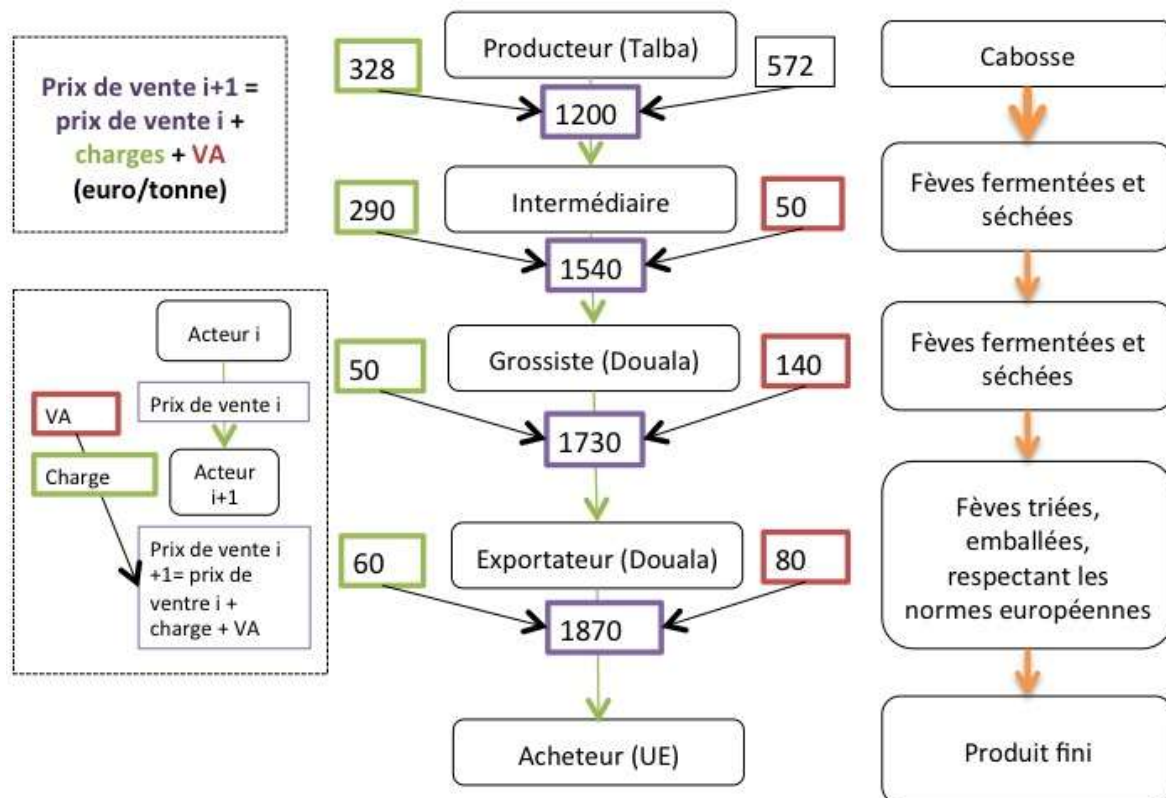 Prix de vente i+1 =
prix de vente i +
charges + VA
(euro/tonne)
Acteur i
Prix de vente i
VA
Charge
Acteur
i+1
Prix de vente i
+1= prix de
ventre i +
charge + VA
Producteur (Talba)
328
572
1200
Intermédiaire
290
50
1540
Grossiste (Douala)
50
140
1730
Exportateur (Douala)
60
80
1870
Acheteur (UE)
Cabosse
Fèves fermentées et
séchées
Fèves fermentées et
séchées
Fèves triées,
emballées,
respectant les
normes européennes
Produit fini